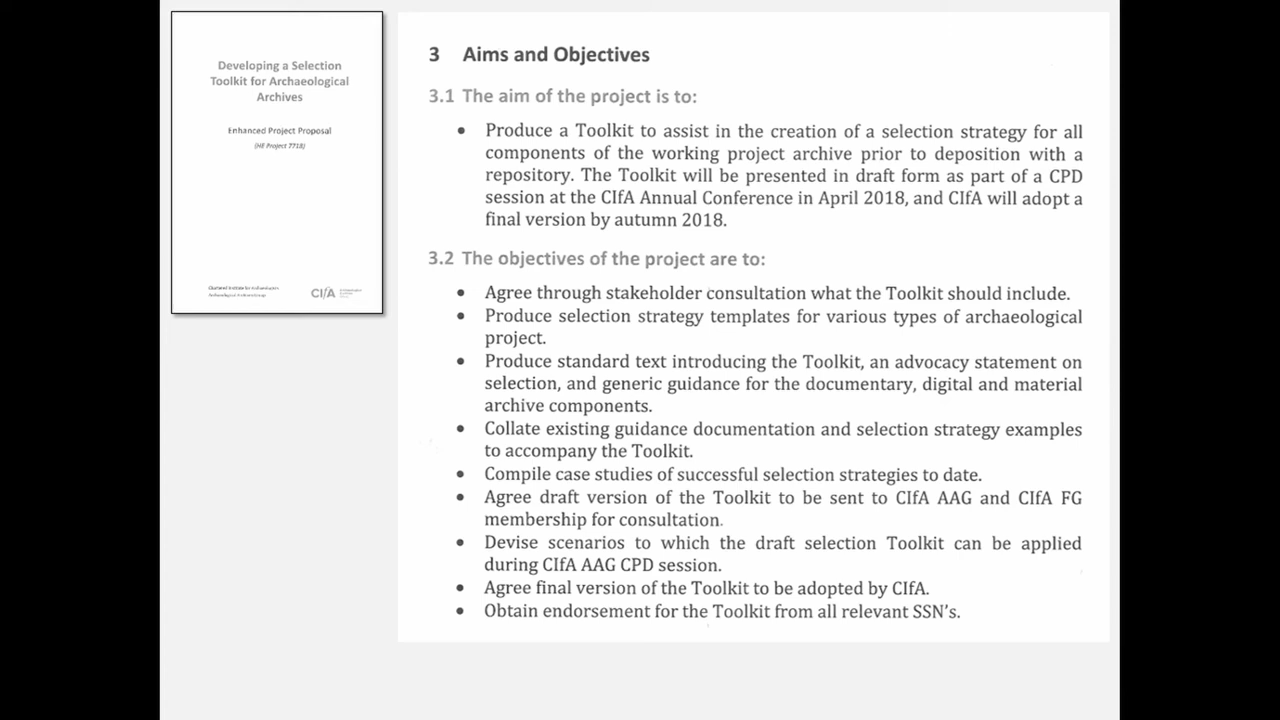 Developing a Selection
Toolkit for Archaeological
Archives
Enhanced Project Proposal
(HE Project 7718)
Chartered Institute for Archaeologists
Archaeological Archives Group
CIfA
3 Aims and Objectives
3.1 The aim of the project is to:
• Produce a Toolkit to assist in the creation of a selection strategy for all
components of the working project archive prior to deposition with a
repository. The Toolkit will be presented in draft form as part of a CPD
session at the CIfA Annual Conference in April 2018, and CIfA will adopt a
final version by autumn 2018.
3.2 The objectives of the project are to:
• Agree through stakeholder consultation what the Toolkit should include.
• Produce selection strategy templates for various types of archaeological
project.
• Produce standard text introducing the Toolkit, an advocacy statement on
selection, and generic guidance for the documentary, digital and material
archive components.
• Collate existing guidance documentation and selection strategy examples
to accompany the Toolkit.
• Compile case studies of successful selection strategies to date.
• Agree draft version of the Toolkit to be sent to CIfA AAG and CIfA FG
membership for consultation.
• Devise scenarios to which the draft selection Toolkit can be applied
during CIfA AAG CPD session.
• Agree final version of the Toolkit to be adopted by CIfA.
• Obtain endorsement for the Toolkit from all relevant SSN's.